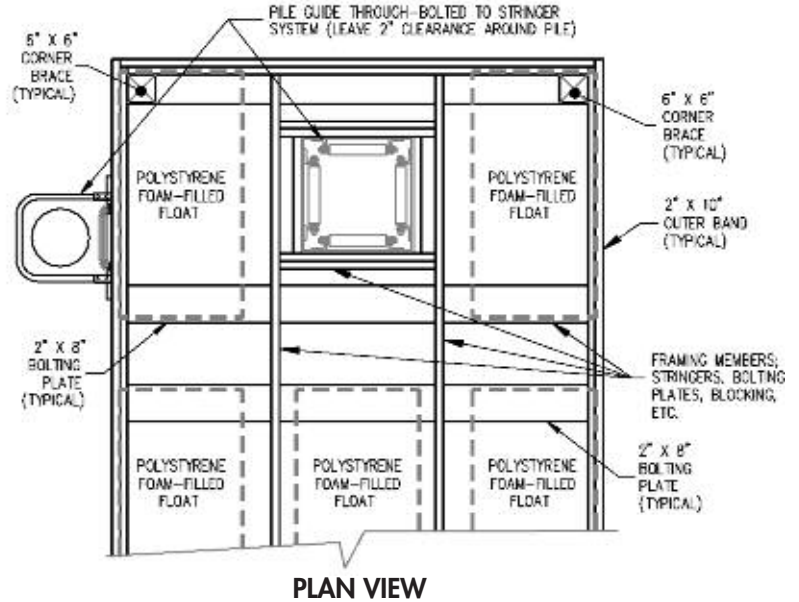 PILE GUIDE THROUGH-BOLTED TO STRINGER
SYSTEM (LEAVE 2" CLEARANCE AROUND PILE)
6" X 6"
CORNER
BRACE
(TYPICAL)
6" X 6"
CORNER
BRACE
(TYPICAL)
POLYSTYRENE
FOAM-FILLED
FLOAT
POLYSTYRENE
FOAM-FILLED
FLOAT
2" X 10"
OUTER BAND
(TYPICAL)
2" X 8"
BOLTING
PLATE
(TYPICAL)
FRAMING MEMBERS;
STRINGERS, BOLTING
PLATES, BLOCKING,
ETC.
2" X 8"
BOLTING
PLATE
(TYPICAL)
POLYSTYRENE
FOAM-FILLED
FLOAT
POLYSTYRENE
FOAM-FILLED
FLOAT
POLYSTYRENE
FOAM-FILLED
FLOAT
PLAN VIEW